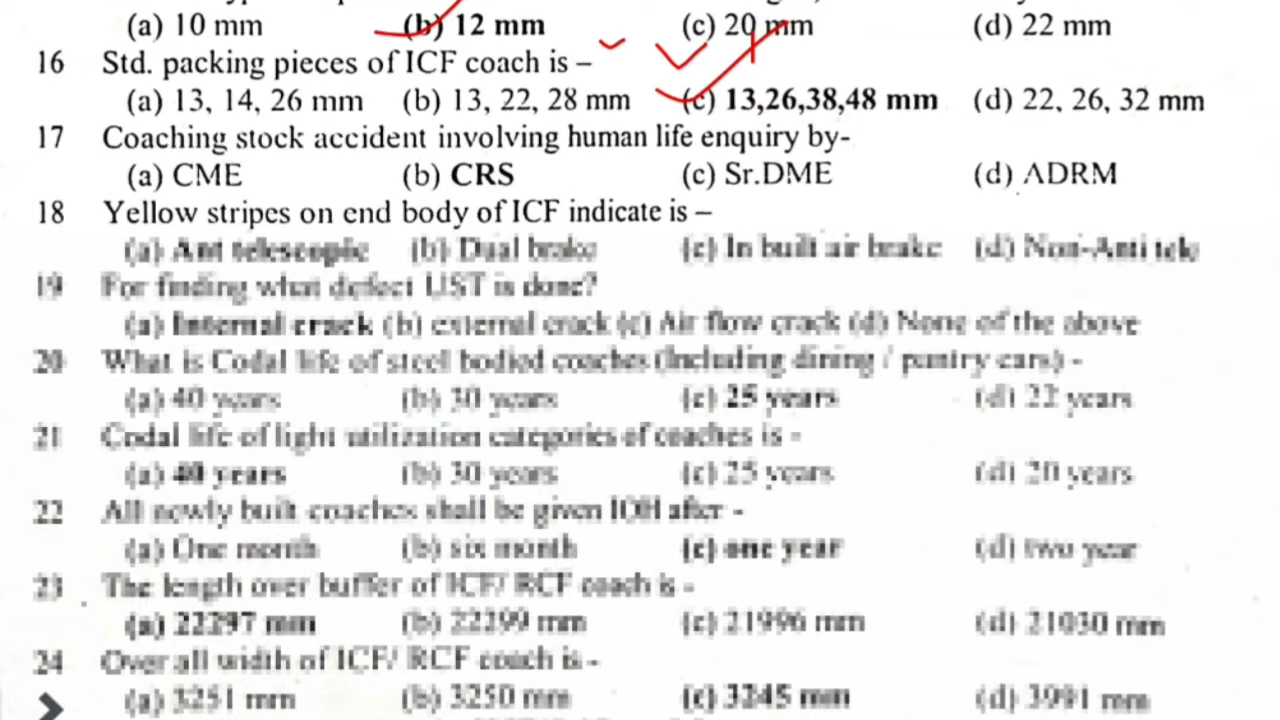 (a) 10 mm (b) 12 mm (c) 20 mm (d) 22 mm
16 Std. packing pieces of ICF coach is –
(a) 13, 14, 26 mm (b) 13, 22, 28 mm (c) 13,26,38,48 mm (d) 22, 26, 32 mm
17 Coaching stock accident involving human life enquiry by-
(a) CME (b) CRS (c) Sr.DME (d) ADRM
18 Yellow stripes on end body of ICF indicate is –
(a) Ant telescopic (b) Dual brake (c) In built air brake (d) Non-Anti tele
19 For finding what defect UST is done?
(a) Internal crack (b) external crack (c) Air flow crack (d) None of the above
20 What is Codal life of steel bodied coaches (Including dining / pantry cars) -
(a) 40 years (b) 30 years (c) 25 years (d) 22 years
21 Codal life of light utilization categories of coaches is -
(a) 40 years (b) 30 years (c) 25 years (d) 20 years
22 All newly built coaches shall be given IOH after -
(a) One month (b) six month (c) one year (d) two year
23 The length over buffer of ICF/ RCF coach is -
(a) 22297 mm (b) 22299 mm (c) 21996 mm (d) 21030 mm
24 Over all width of ICF/ RCF coach is -
(a) 3251 mm (b) 3250 mm (c) 3245 mm (d) 3991 mm